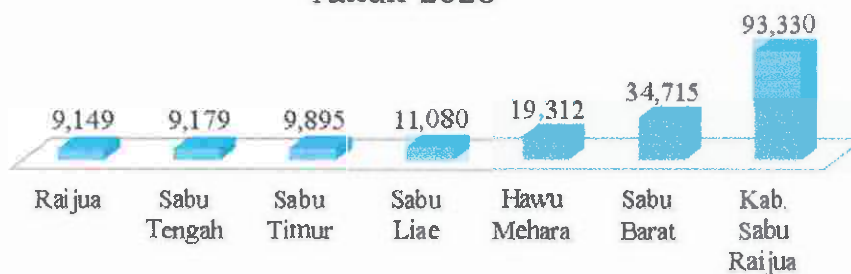 93,330
34,715
19,312
9,149 9,179 9,895 11,080
Raijua Sabu Tengah Sabu Timur Sabu Liae Hawu Mehara Sabu Barat Kab. Sabu Raijua